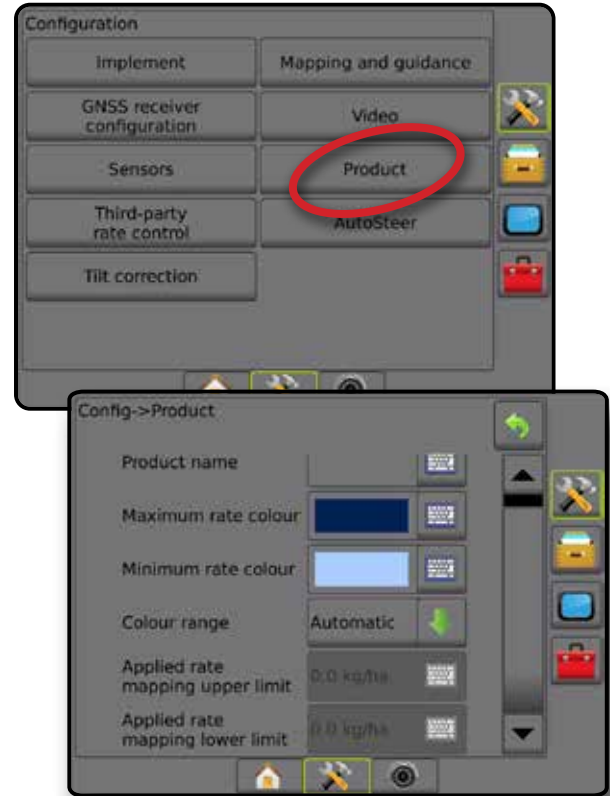 Configuration
Implement
Mapping and guidance
GNSS receiver
configuration
Video
Sensors
Product
Third-party
rate control
AutoSteer
Tilt correction
Config->Product
Product name
Maximum rate colour
Minimum rate colour
Colour range
Automatic
Applied rate
mapping upper limit
0.0 kg/ha
Applied rate
mapping lower limit
0.0 kg/ha